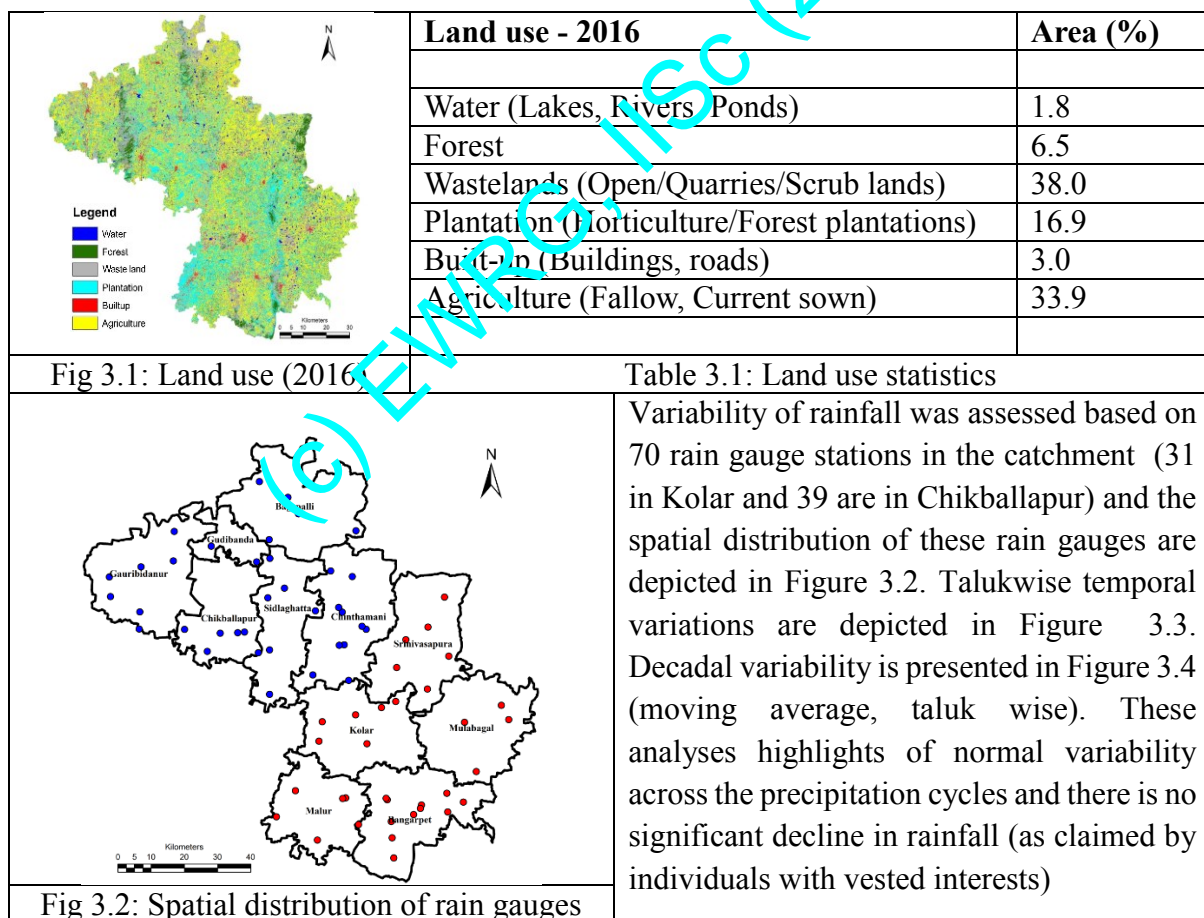 Land use - 2016 Area (%)
Water (Lakes, Rivers, Ponds) 1.8
Forest 6.5
Wastelands (Open/Quarries/Scrub lands) 38.0
Plantation (Horticulture/Forest plantations) 16.9
Built-up (Buildings, roads) 3.0
Agriculture (Fallow, Current sown) 33.9
N
Legend
Water
Forest
Waste land
Plantation
Builtup
Agriculture
Kilometers
0 5 10 20 30
Fig 3.1: Land use (2016)
Table 3.1: Land use statistics
(c) EWRG, IISc (2
N
Bagepalli
Gudibanda
Gauribidanur
Sidlaghatta
Chikballapur
Chinthamani
Srinivasapura
Kolar
Mulabagal
Malur
Bangarpet
Kilometers
0 5 10 20 30 40
Fig 3.2: Spatial distribution of rain gauges
Variability of rainfall was assessed based on
70 rain gauge stations in the catchment (31
in Kolar and 39 are in Chikballapur) and the
spatial distribution of these rain gauges are
depicted in Figure 3.2. Talukwise temporal
variations are depicted in Figure 3.3.
Decadal variability is presented in Figure 3.4
(moving average, taluk wise). These
analyses highlights of normal variability
across the precipitation cycles and there is no
significant decline in rainfall (as claimed by
individuals with vested interests)